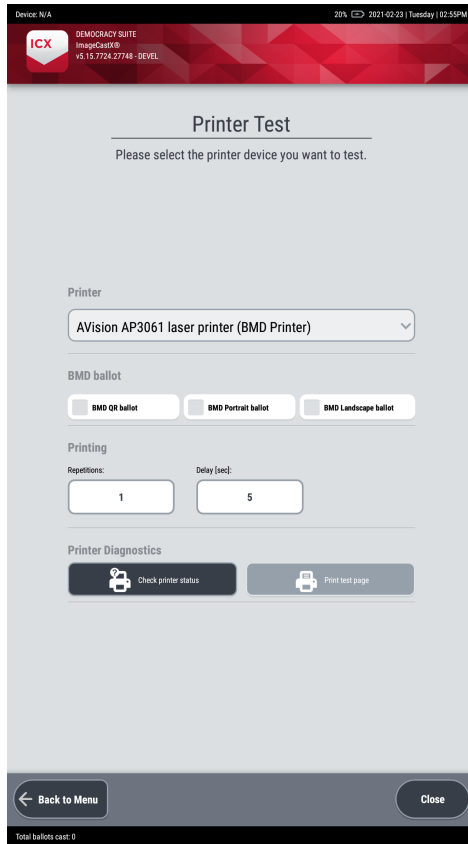 Device: N/A 20% 2021-02-23 | Tuesday | 02:55PM
ICX
DEMOCRACY SUITE
ImageCastX®
v5.15.7724.27748 - DEVEL
Printer Test
Please select the printer device you want to test.
Printer
AVision AP3061 laser printer (BMD Printer)
BMD ballot
BMD QR ballot BMD Portrait ballot BMD Landscape ballot
Printing
Repetitions: Delay [sec]:
1 5
Printer Diagnostics
Check printer status Print test page
Back to Menu Close
Total ballots cast: 0